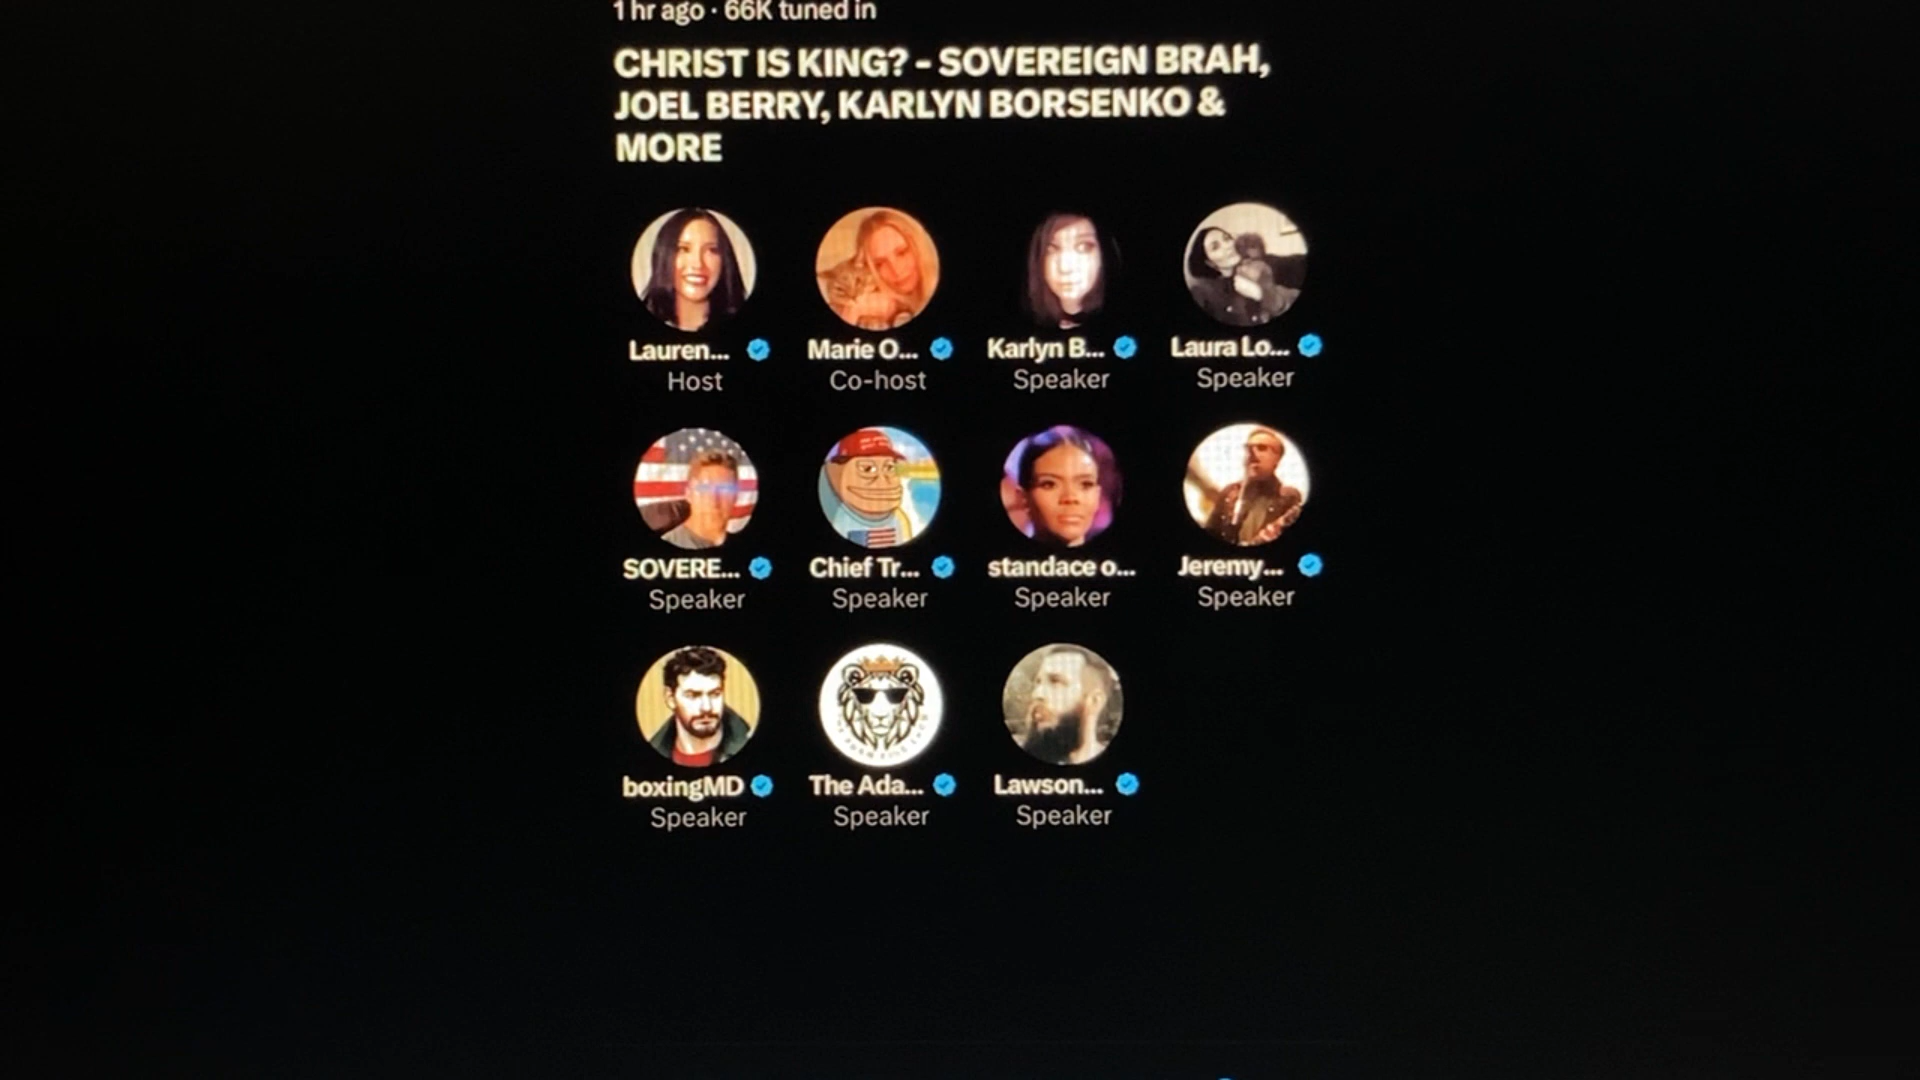 1 hr ago · 66K tuned in
CHRIST IS KING? - SOVEREIGN BRAH,
JOEL BERRY, KARLYN BORSENKO &
MORE
Lauren... Marie O... Karlyn B... Laura Lo...
Host Co-host Speaker Speaker
SOVERE... Chief Tr... standace o... Jeremy...
Speaker Speaker Speaker Speaker
boxingMD The Ada... Lawson...
Speaker Speaker Speaker